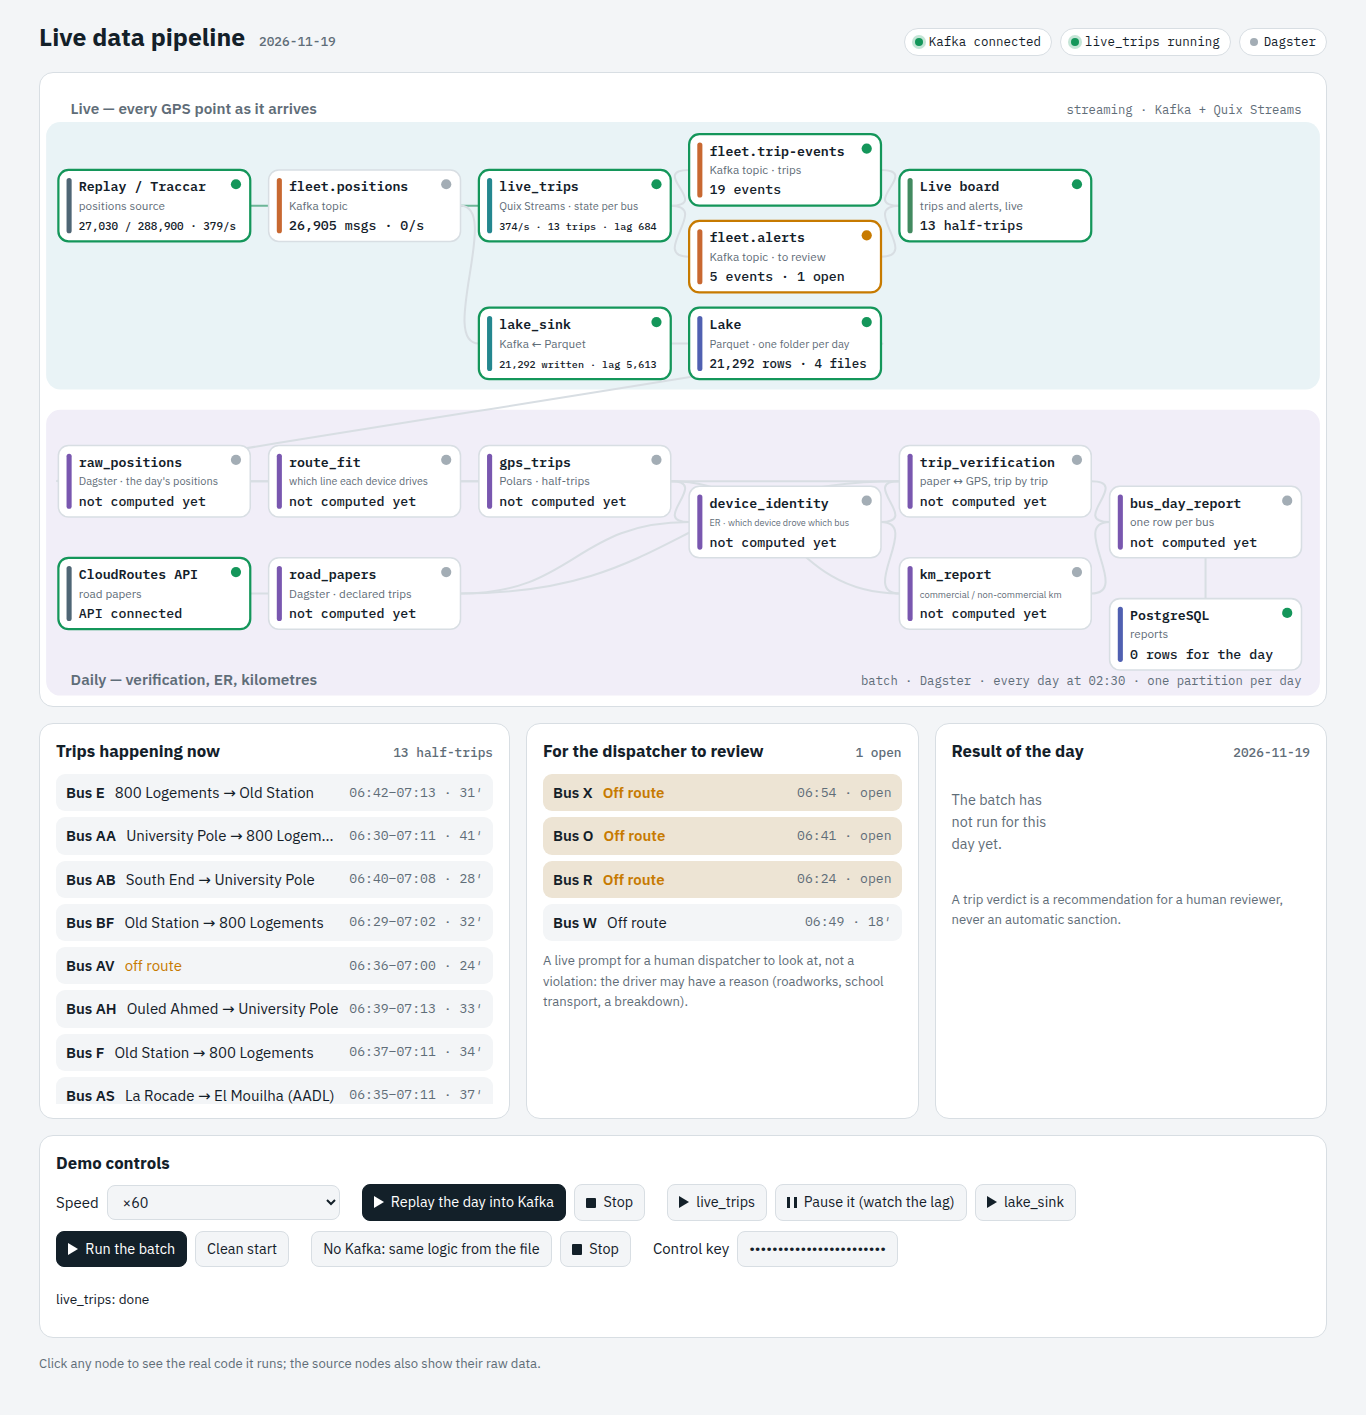 Live data pipeline 2026-11-19
Kafka connected
live_trips running
Dagster
Live — every GPS point as it arrives
streaming · Kafka + Quix Streams
Replay / Traccar
positions source
27,030 / 288,900 · 379/s
fleet.positions
Kafka topic
26,905 msgs · 0/s
live_trips
Quix Streams · state per bus
374/s · 13 trips · lag 684
fleet.trip-events
Kafka topic · trips
19 events
fleet.alerts
Kafka topic · to review
5 events · 1 open
Live board
trips and alerts, live
13 half-trips
lake_sink
Kafka ← Parquet
21,292 written · lag 5,613
Lake
Parquet · one folder per day
21,292 rows · 4 files
raw_positions
Dagster · the day's positions
not computed yet
route_fit
which line each device drives
not computed yet
gps_trips
Polars · half-trips
not computed yet
device_identity
ER · which device drove which bus
not computed yet
trip_verification
paper ↔ GPS, trip by trip
not computed yet
bus_day_report
one row per bus
not computed yet
CloudRoutes API
road papers
API connected
road_papers
Dagster · declared trips
not computed yet
km_report
commercial / non-commercial km
not computed yet
PostgreSQL
reports
0 rows for the day
Daily — verification, ER, kilometres
batch · Dagster · every day at 02:30 · one partition per day
Trips happening now 13 half-trips
Bus E 800 Logements → Old Station 06:42–07:13 · 31′
Bus AA University Pole → 800 Logem… 06:30–07:11 · 41′
Bus AB South End → University Pole 06:40–07:08 · 28′
Bus BF Old Station → 800 Logements 06:29–07:02 · 32′
Bus AV off route 06:36–07:00 · 24′
Bus AH Ouled Ahmed → University Pole 06:39–07:13 · 33′
Bus F Old Station → 800 Logements 06:37–07:11 · 34′
Bus AS La Rocade → El Mouilha (AADL) 06:35–07:11 · 37′
For the dispatcher to review 1 open
Bus X Off route 06:54 · open
Bus O Off route 06:41 · open
Bus R Off route 06:24 · open
Bus W Off route 06:49 · 18′
A live prompt for a human dispatcher to look at, not a
violation: the driver may have a reason (roadworks, school
transport, a breakdown).
Result of the day 2026-11-19
The batch has
not run for this
day yet.
A trip verdict is a recommendation for a human reviewer,
never an automatic sanction.
Demo controls
Speed ×60 Replay the day into Kafka Stop live_trips Pause it (watch the lag) lake_sink
Run the batch Clean start No Kafka: same logic from the file Stop Control key ••••••••••••••••••••••••
live_trips: done
Click any node to see the real code it runs; the source nodes also show their raw data.